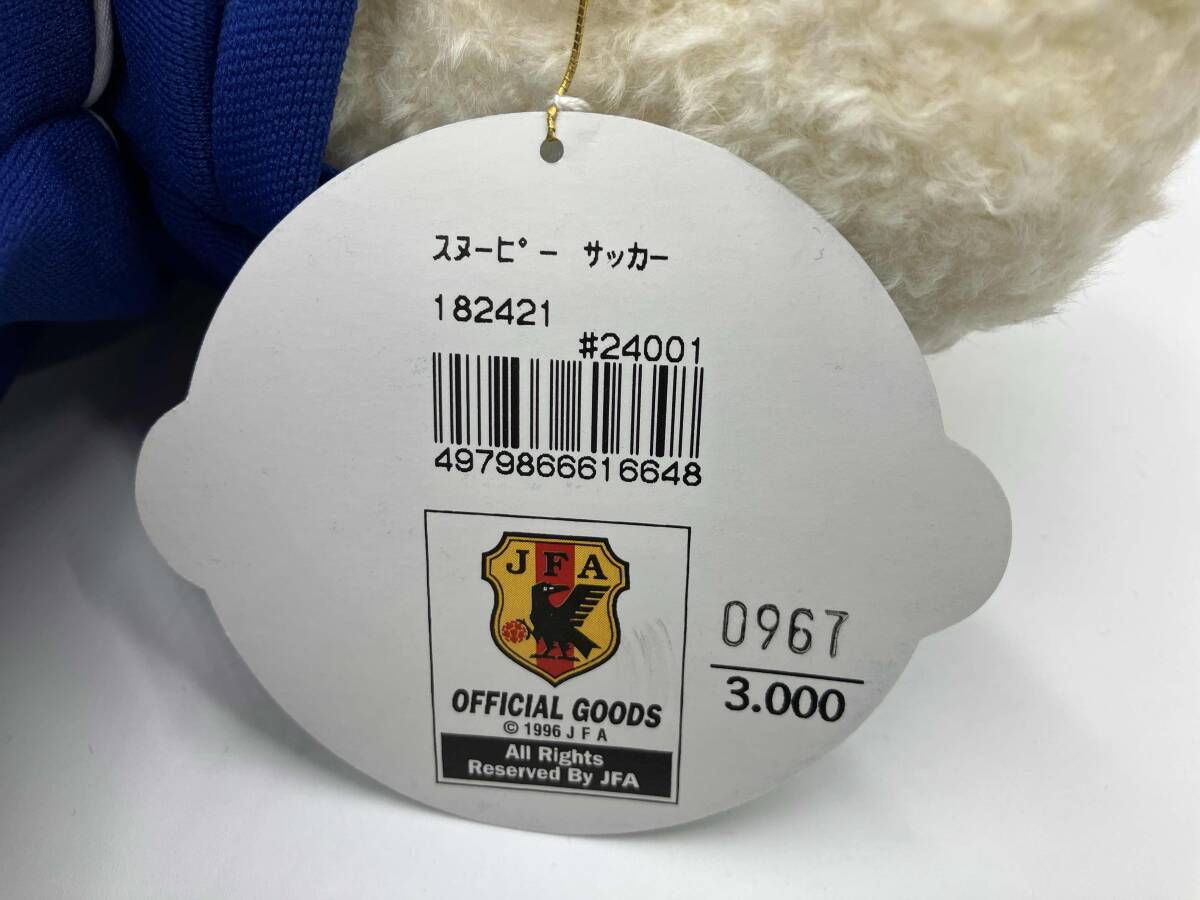 スヌーピー サッカー
182421
#24001
4979866616648
JFA
OFFICIAL GOODS
© 1996 J F A
All Rights
Reserved By JFA
0967
3.000